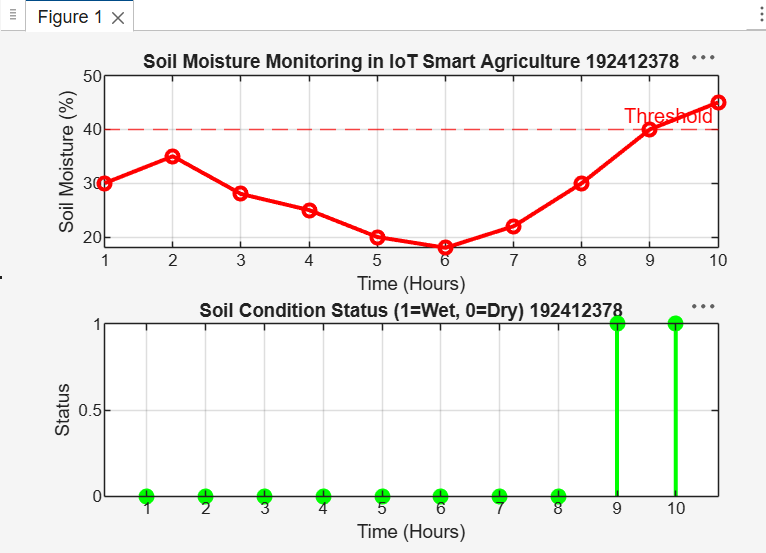 Figure 1
Soil Moisture Monitoring in IoT Smart Agriculture 192412378
50
40
30
20
Soil Moisture (%)
Threshold
1 2 3 4 5 6 7 8 9 10
Time (Hours)
Soil Condition Status (1=Wet, 0=Dry) 192412378
1
0.5
0
Status
1 2 3 4 5 6 7 8 9 10
Time (Hours)